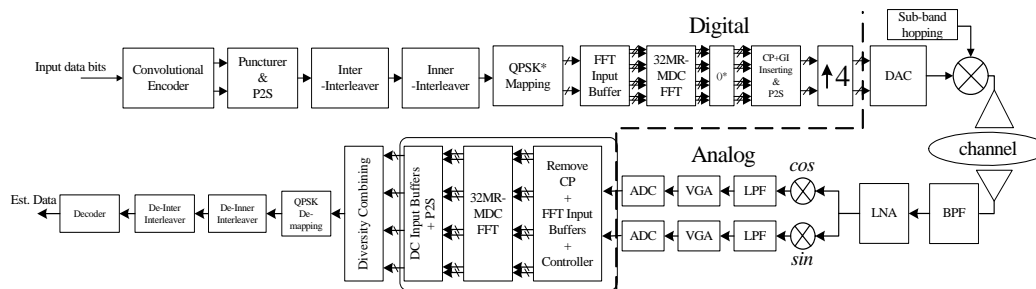 Digital
Sub-band
hopping
Input data bits
Convolutional
Encoder
Puncturer
&
P2S
Inter
-Interleaver
Inner
-Interleaver
QPSK*
Mapping
FFT
Input
Buffer
32MR-
MDC
FFT
()*
CP+GI
Inserting
&
P2S
4
DAC
channel
Analog
Est. Data
Decoder
De-Inter
Interleaver
De-Inner
Interleaver
QPSK
De-
mapping
Diversity Combining
DC Input Buffers
+ P2S
32MR-
MDC
FFT
Remove
CP
+
FFT Input
Buffers
+
Controller
ADC
VGA
LPF
cos
ADC
VGA
LPF
sin
LNA
BPF